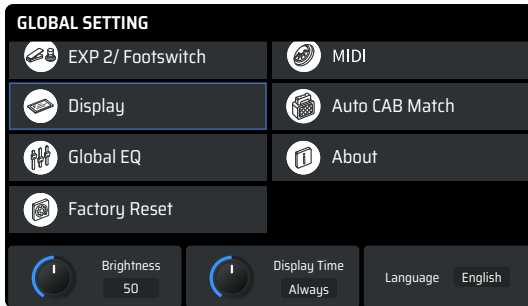 GLOBAL SETTING
EXP 2/ Footswitch
MIDI
Display
Auto CAB Match
Global EQ
About
Factory Reset
Brightness
50
Display Time
Always
Language
English